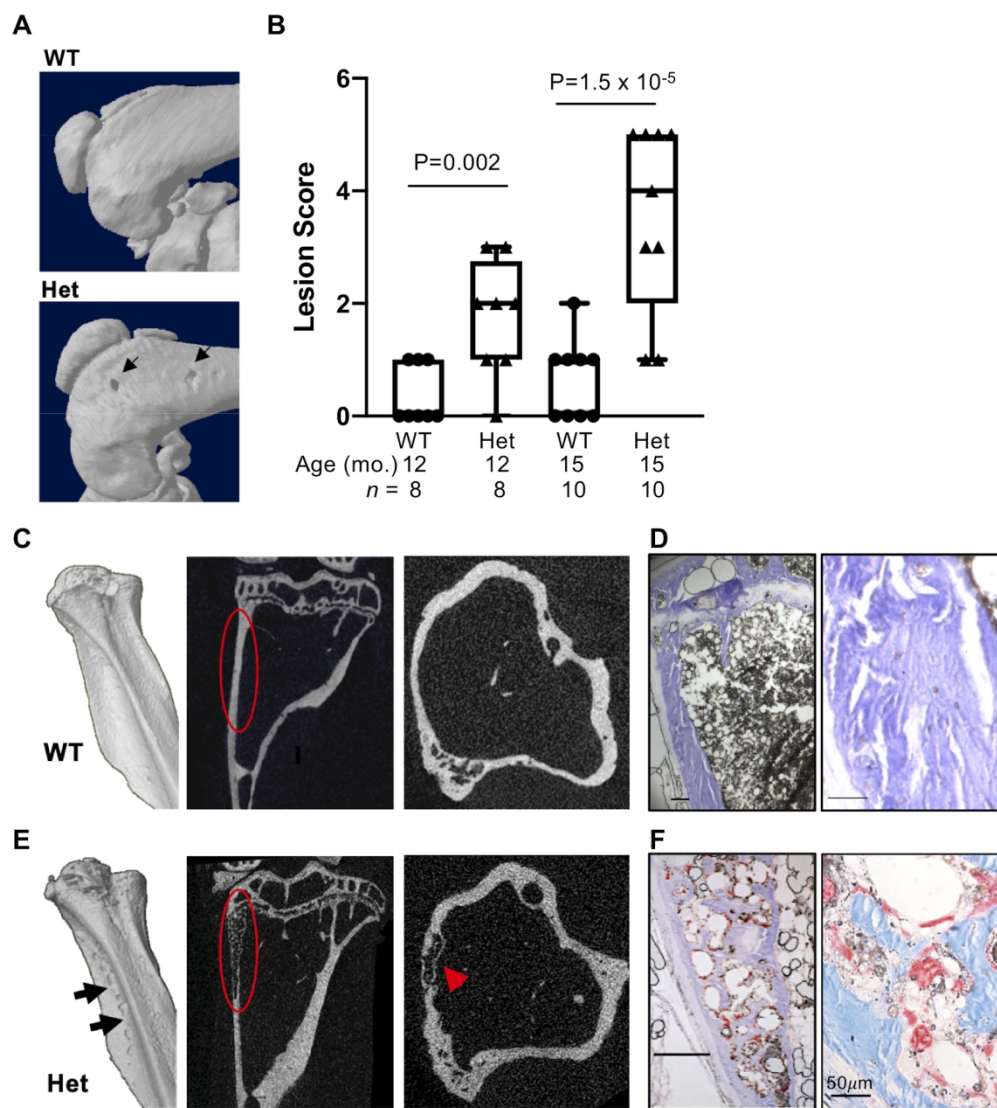 A
WT
Het
B
Lesion Score
6
4
2
0
P=0.002
P=1.5 x 10-5
WT Het WT Het
Age (mo.) 12 12 15 15
n = 8 8 10 10
C
WT
I
D
E
Het
F
50µm